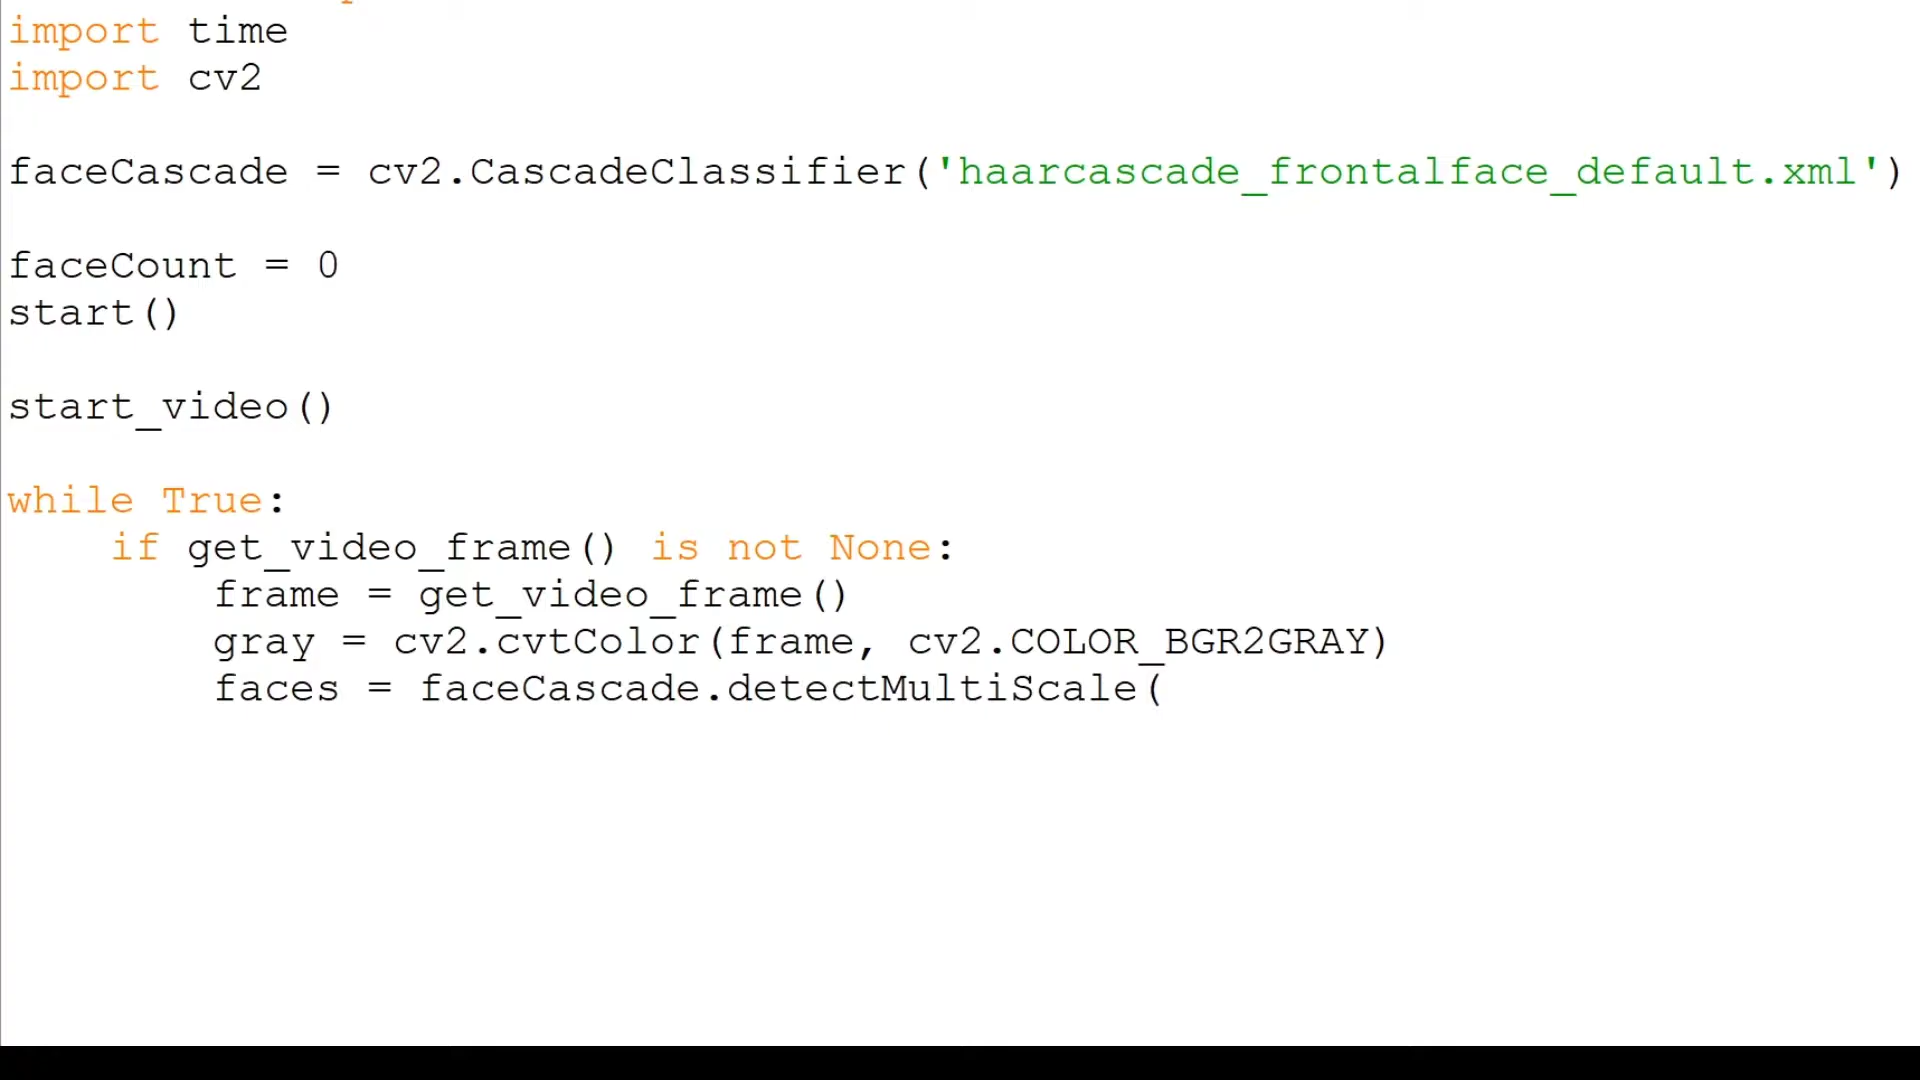 import time
import cv2
faceCascade = cv2.CascadeClassifier('haarcascade_frontalface_default.xml')
faceCount = 0
start()
start_video()
while True:
    if get_video_frame() is not None:
        frame = get_video_frame()
        gray = cv2.cvtColor(frame, cv2.COLOR_BGR2GRAY)
        faces = faceCascade.detectMultiScale(